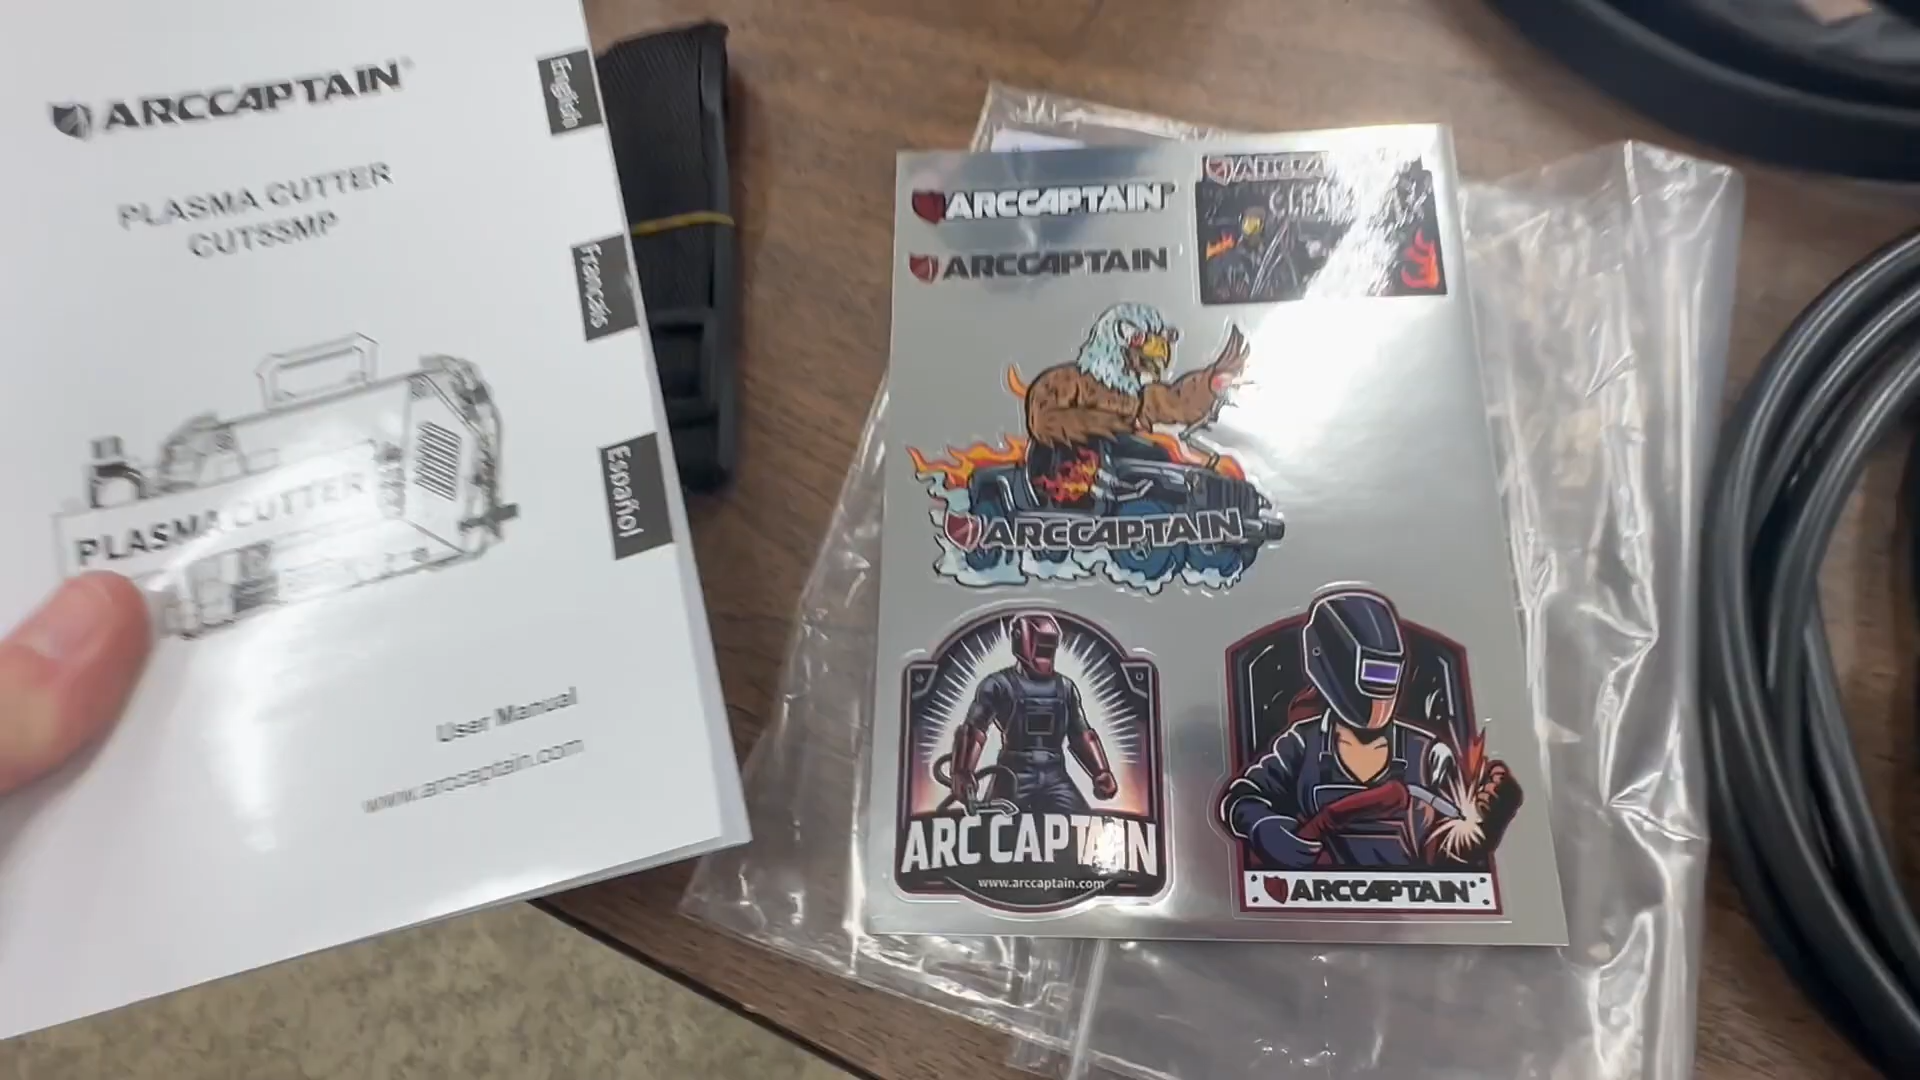 ARCCAPTAIN®
PLASMA CUTTER
CUT55MP
English
Français
Español
PLASMA CUTTER
User Manual
www.arccaptain.com
ARCCAPTAIN®
ARCCAPTAIN
ARCCAPTAIN
ARC CAPTAIN
www.arccaptain.com
ARCCAPTAIN®